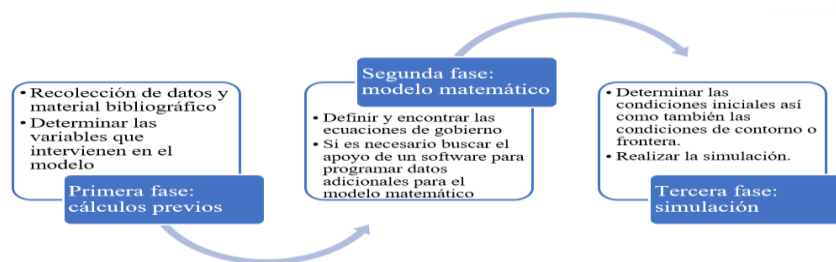 • Recolección de datos y
material bibliográfico
• Determinar las
variables que
intervienen en el
modelo
Primera fase:
cálculos previos
Segunda fase:
modelo matemático
• Definir y encontrar las
ecuaciones de gobierno
• Si es necesario buscar el
apoyo de un software para
programar datos
adicionales para el
modelo matemático
• Determinar las
condiciones iniciales así
como también las
condiciones de contorno o
frontera.
• Realizar la simulación.
Tercera fase:
simulación